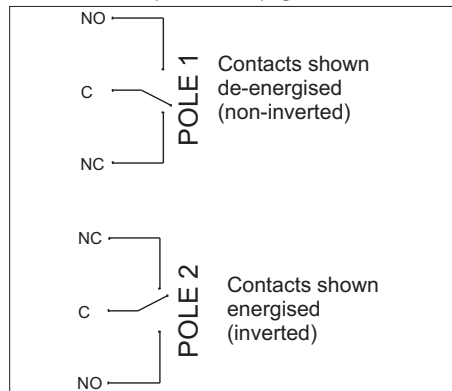 NO
C
NC
POLE 1
Contacts shown
de-energised
(non-inverted)
NC
C
NO
POLE 2
Contacts shown
energised
(inverted)